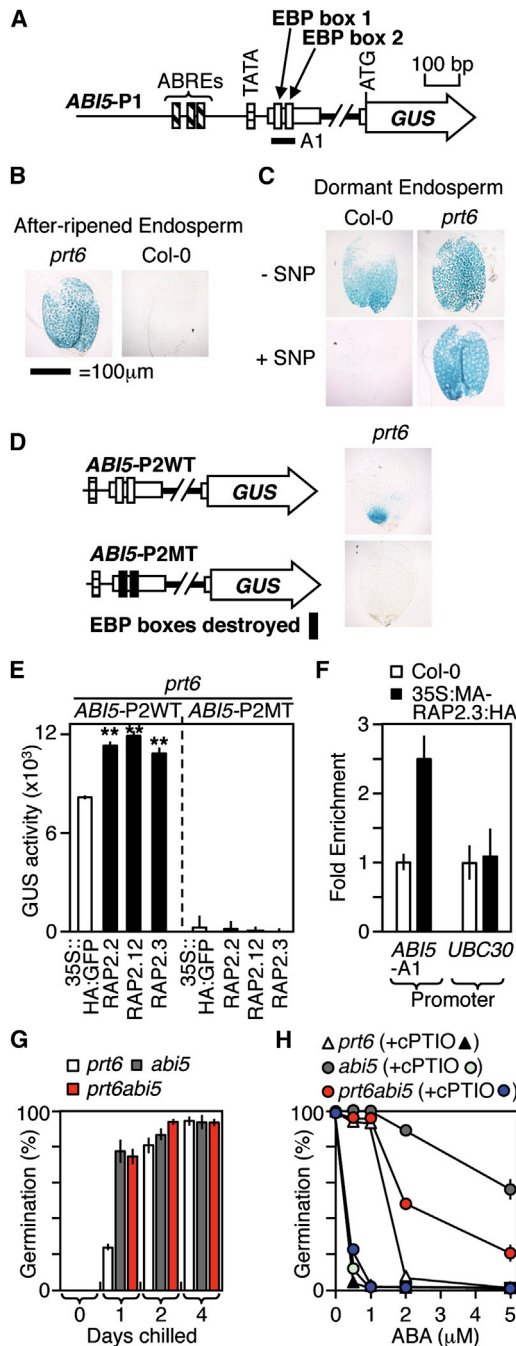 A
EBP box 1
EBP box 2
ABREs
TATA
ATG
100 bp
ABI5-P1
GUS
A1
B
After-ripened Endosperm
prt6 Col-0
=100μm
C
Dormant Endosperm
Col-0 prt6
- SNP
+ SNP
D
prt6
ABI5-P2WT
GUS
ABI5-P2MT
GUS
EBP boxes destroyed
E
prt6
ABI5-P2WT ABI5-P2MT
** ** **
GUS activity (x10³)
12
9
6
0
35S::
HA:GFP
RAP2.2
RAP2.12
RAP2.3
35S::
HA:GFP
RAP2.2
RAP2.12
RAP2.3
F
Col-0
35S:MA-
RAP2.3:HA
Fold Enrichment
3
2
1
0
ABI5
-A1
UBC30
Promoter
G
prt6 abi5
prt6abi5
Germination (%)
100
0
0 1 2 4
Days chilled
H
prt6 (+cPTIO ▲)
abi5 (+cPTIO )
prt6abi5 (+cPTIO )
Germination (%)
100
0
0 1 2 3 4 5
ABA (μM)